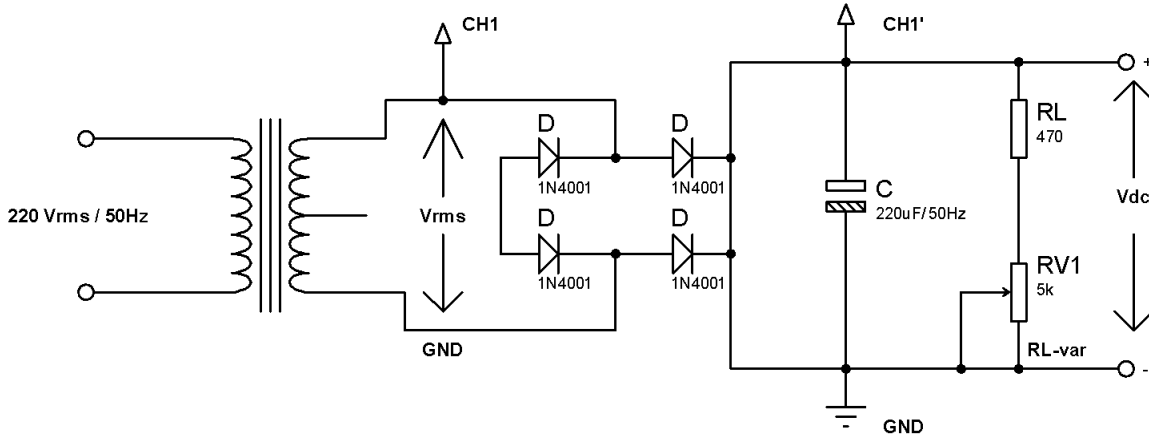 CH1
CH1'
+
D
D
RL
470
1N4001
1N4001
C
220uF/50Hz
220 Vrms / 50Hz
Vrms
Vdc
D
D
1N4001
1N4001
RV1
5k
GND
RL-var
-
GND